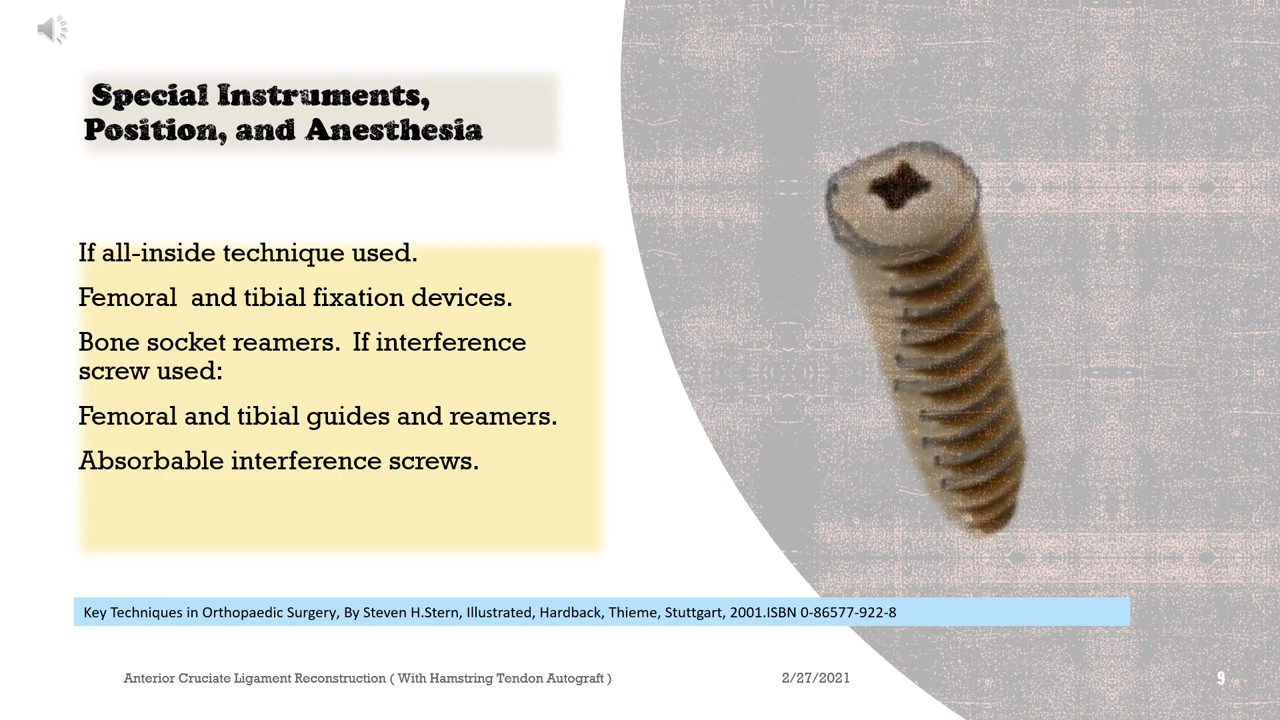 Special Instruments,
Position, and Anesthesia
If all-inside technique used.
Femoral  and tibial fixation devices.
Bone socket reamers.  If interference
screw used:
Femoral and tibial guides and reamers.
Absorbable interference screws.
Key Techniques in Orthopaedic Surgery, By Steven H.Stern, Illustrated, Hardback, Thieme, Stuttgart, 2001.ISBN 0-86577-922-8
Anterior Cruciate Ligament Reconstruction ( With Hamstring Tendon Autograft )
2/27/2021
9